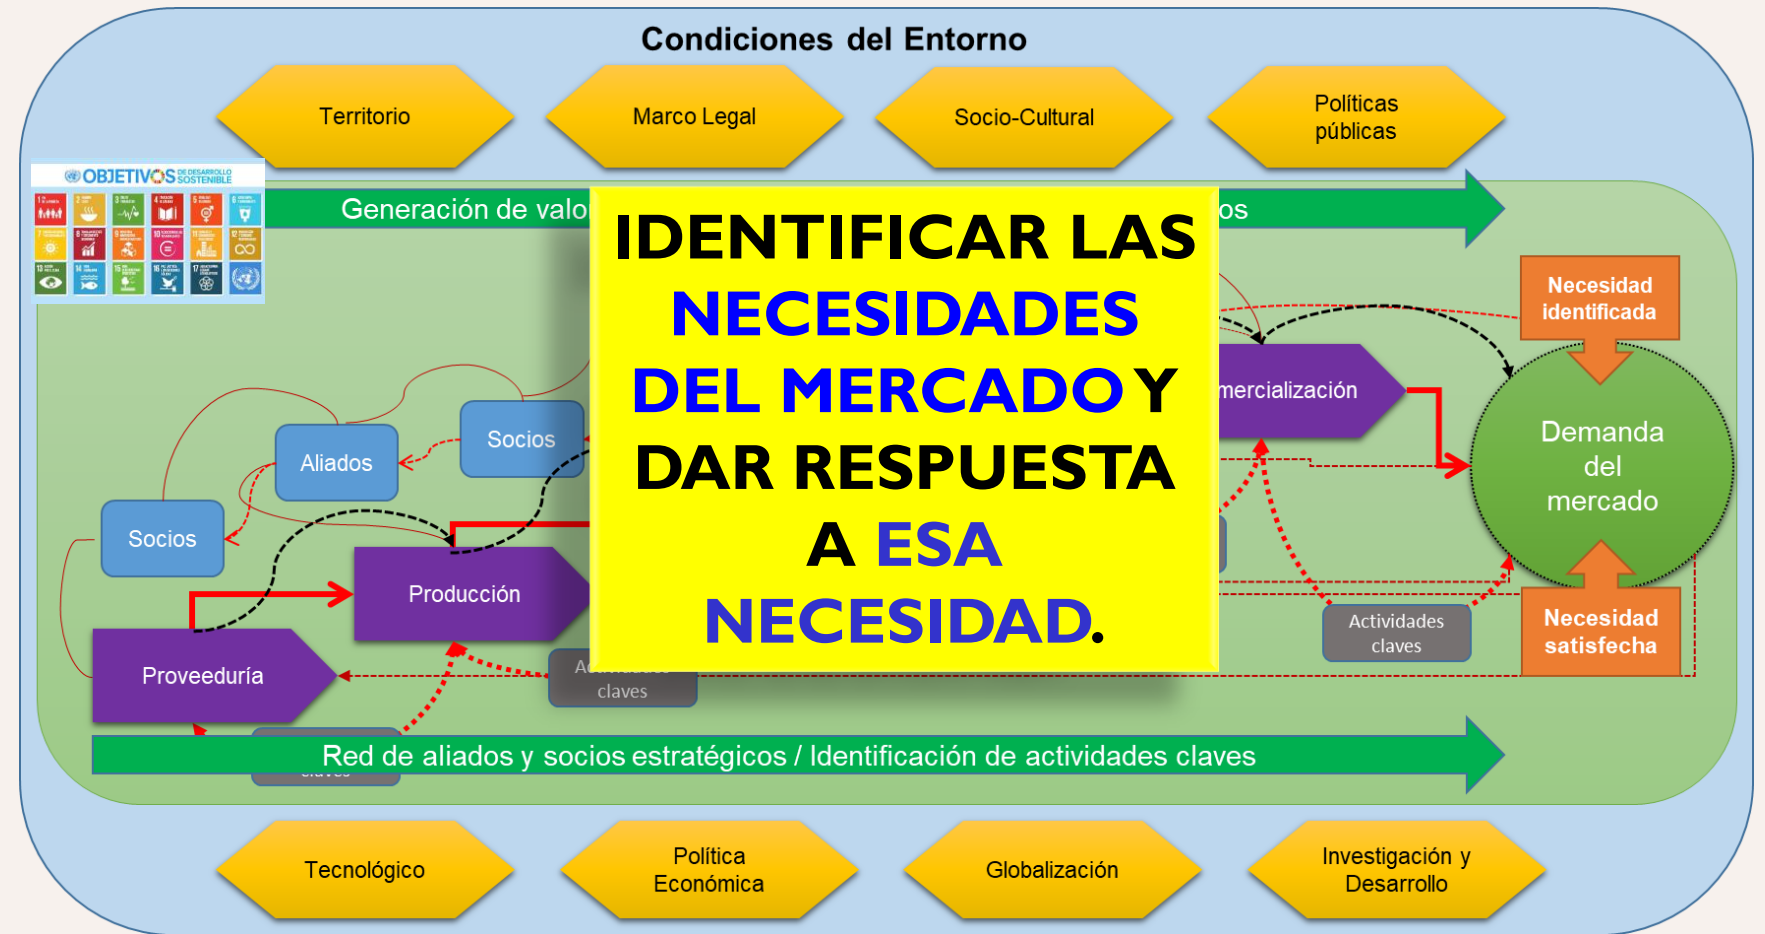 Condiciones del Entorno
Territorio
Marco Legal
Socio-Cultural
Políticas
públicas
OBJETIVOS DE DESARROLLO
SOSTENIBLE
Generación de valor
os
IDENTIFICAR LAS
NECESIDADES
DEL MERCADO Y
DAR RESPUESTA
A ESA
NECESIDAD.
Necesidad
identificada
mercialización
Demanda
del
mercado
Socios
Aliados
Socios
Producción
Proveeduría
claves
Actividades
claves
Necesidad
satisfecha
Red de aliados y socios estratégicos / Identificación de actividades claves
Tecnológico
Política
Económica
Globalización
Investigación y
Desarrollo